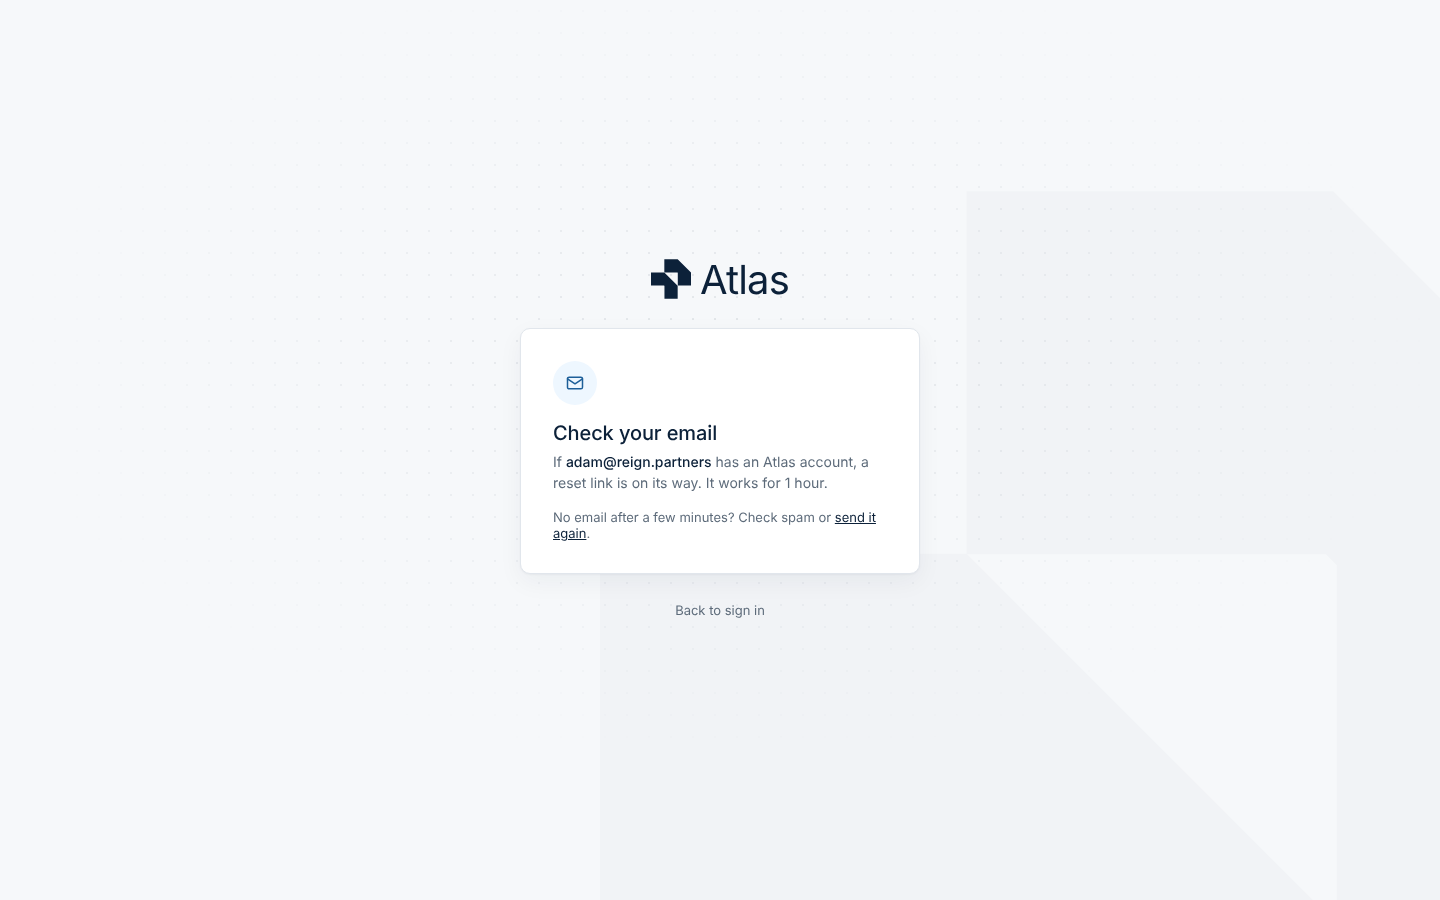 Atlas
Check your email
If adam@reign.partners has an Atlas account, a
reset link is on its way. It works for 1 hour.
No email after a few minutes? Check spam or send it
again.
Back to sign in